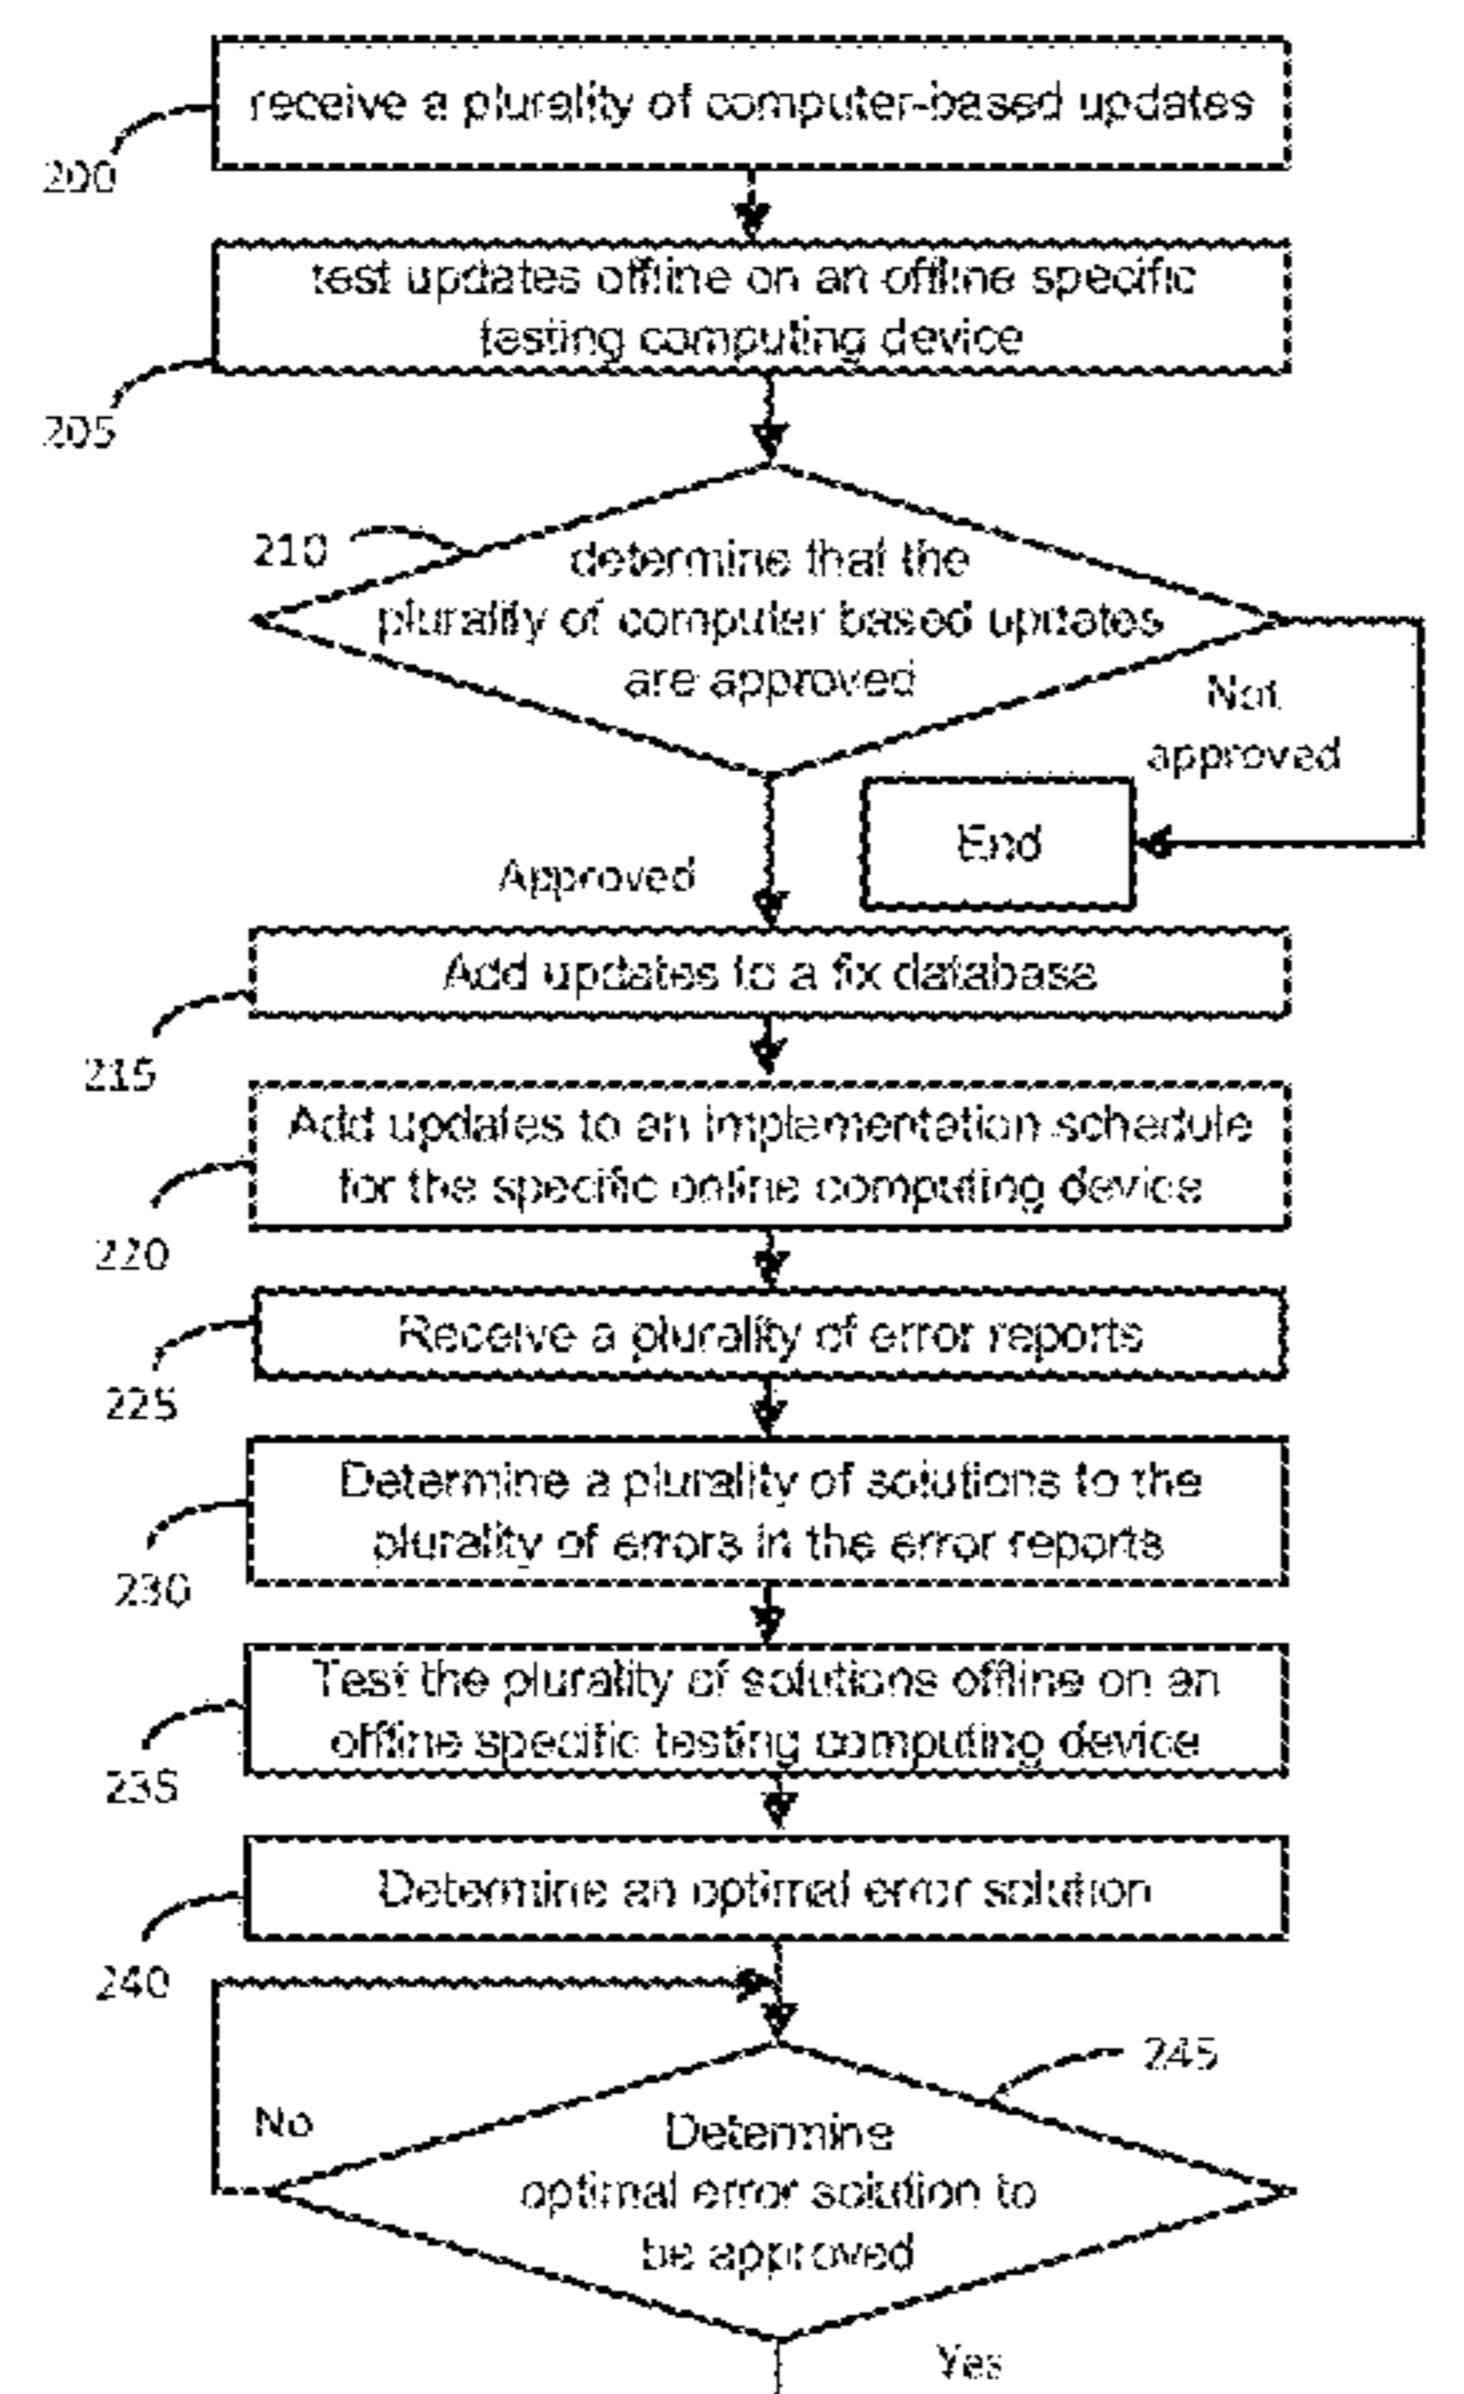 receive a plurality of computer-based updates
200
test updates offline on an offline specific
testing computing device
205
210
determine that the
plurality of computer based updates
are approved
Not
approved
End
Approved
Add updates to a fix database
215
Add updates to an implementation schedule
for the specific online computing device
220
Receive a plurality of error reports
225
Determine a plurality of solutions to the
plurality of errors in the error reports
230
Test the plurality of solutions offline on an
offline specific testing computing device
235
Determine an optimal error solution
240
245
No
Determine
optimal error solution to
be approved
Yes